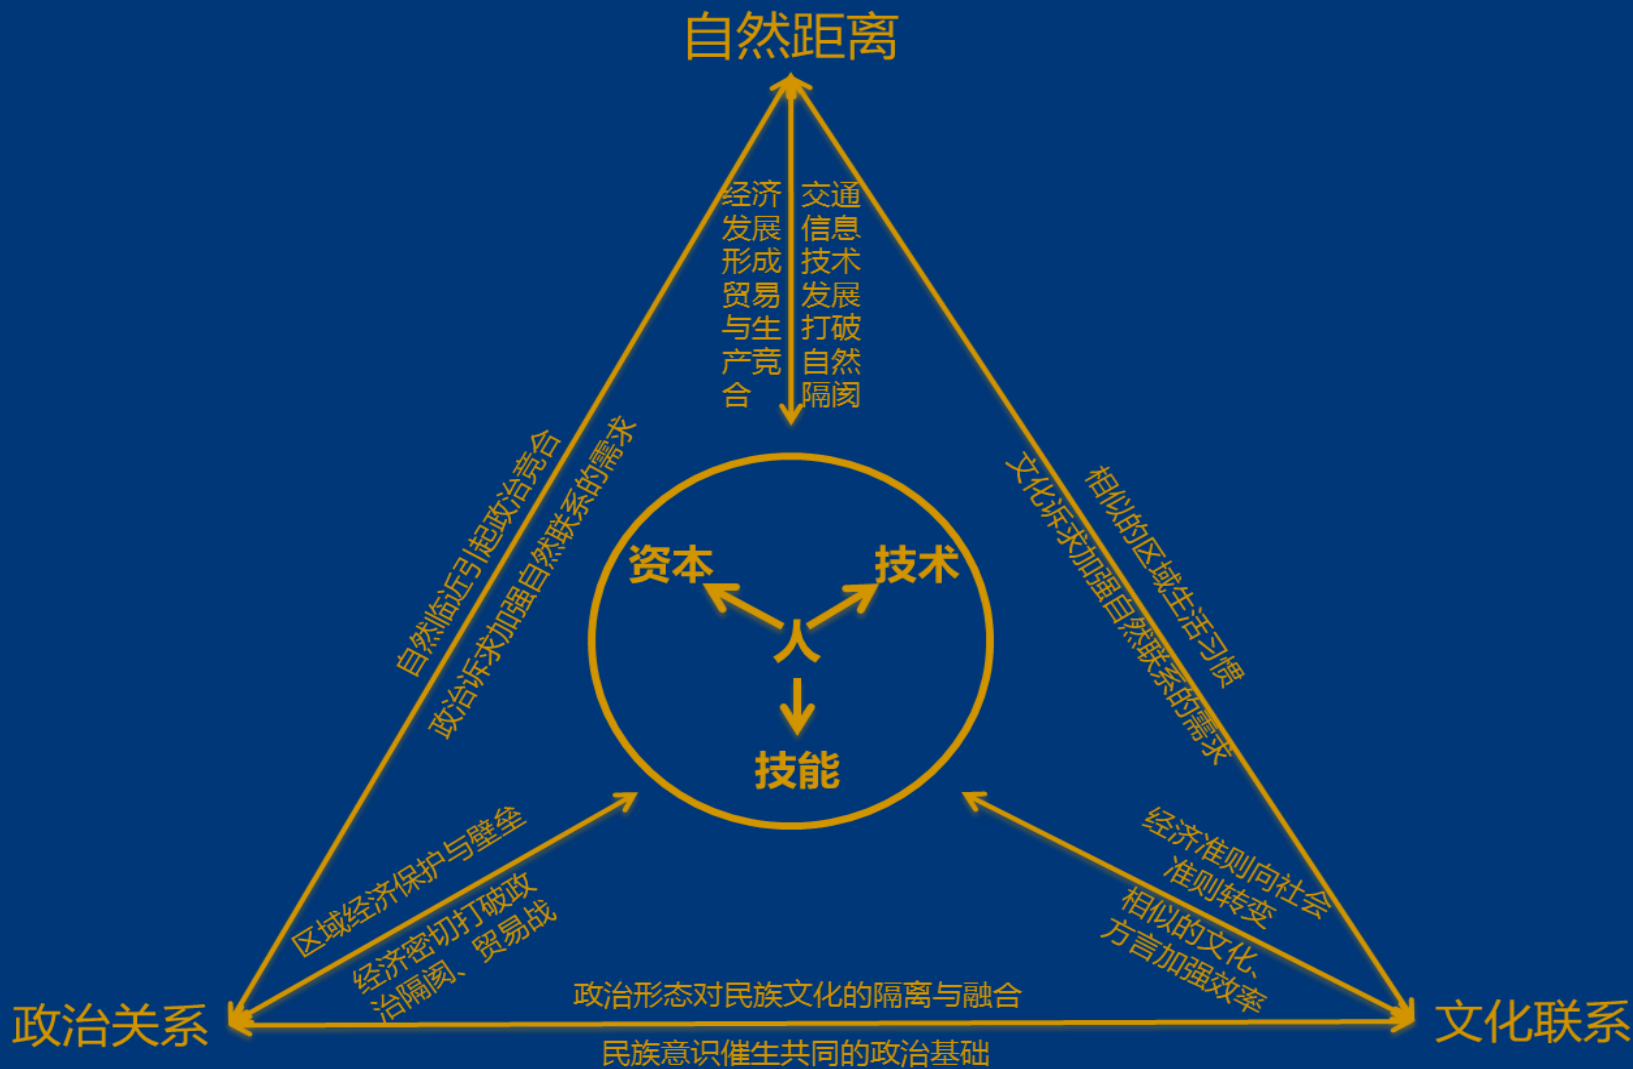 自然距离
经济
发展
形成
贸易
与生
产竞
合
交通
信息
技术
发展
打破
自然
隔阂
自然临近引起政治竞合
政治诉求加强自然联系的需求
相似的区域生活习惯
文化诉求加强自然联系的需求
资本
技术
人
技能
区域经济保护与壁垒
经济密切打破政
治隔阂、贸易战
经济准则向社会
准则转变
相似的文化、
方言加强效率
政治关系
政治形态对民族文化的隔离与融合
民族意识催生共同的政治基础
文化联系